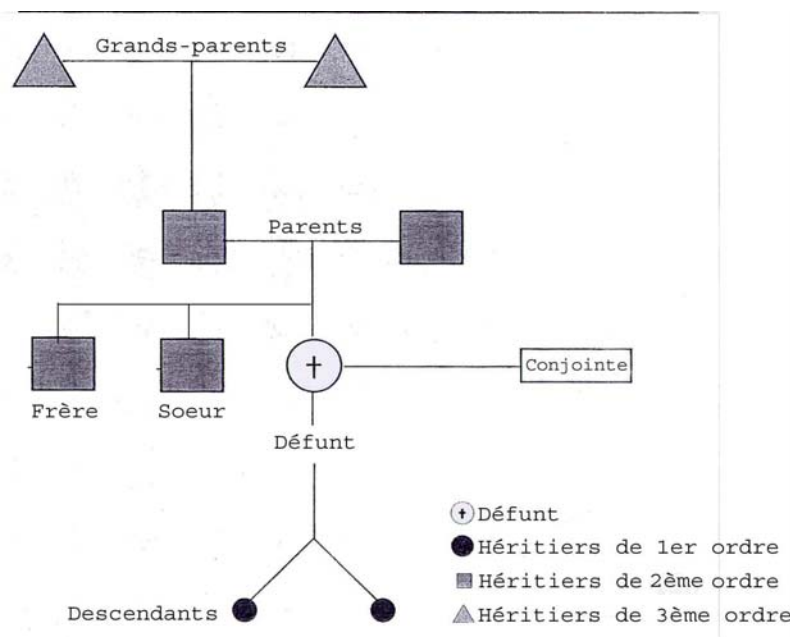 Grands-parents
Parents
Conjointe
Frère Soeur
Défunt
Défunt
Héritiers de 1er ordre
Héritiers de 2ème ordre
Descendants
Héritiers de 3ème ordre